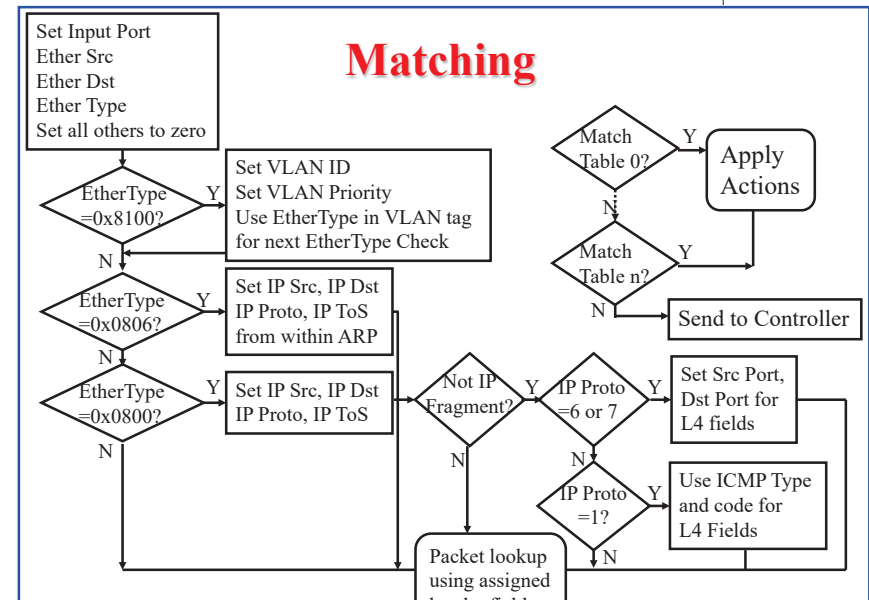 Matching
Set Input Port
Ether Src
Ether Dst
Ether Type
Set all others to zero
EtherType
=0x8100?
Y
Set VLAN ID
Set VLAN Priority
Use EtherType in VLAN tag
for next EtherType Check
N
EtherType
=0x0806?
Y
Set IP Src, IP Dst
IP Proto, IP ToS
from within ARP
N
EtherType
=0x0800?
Y
Set IP Src, IP Dst
IP Proto, IP ToS
N
Not IP
Fragment?
Y
N
IP Proto
=6 or 7
Y
Set Src Port,
Dst Port for
L4 fields
N
IP Proto
=1?
Y
Use ICMP Type
and code for
L4 Fields
N
Packet lookup
using assigned
Match
Table 0?
Y
Apply
Actions
N
Match
Table n?
Y
N
Send to Controller